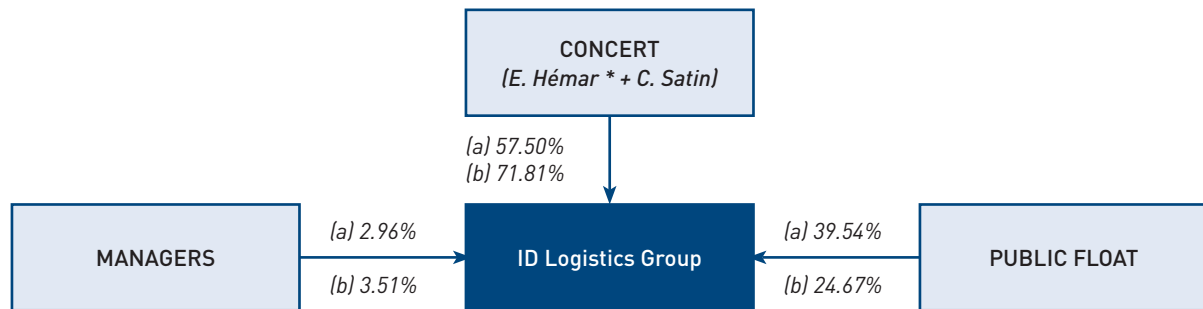 CONCERT
(E. Hémar * + C. Satin)
(a) 57.50%
(b) 71.81%
MANAGERS
(a) 2.96%
(b) 3.51%
ID Logistics Group
(a) 39.54%
(b) 24.67%
PUBLIC FLOAT